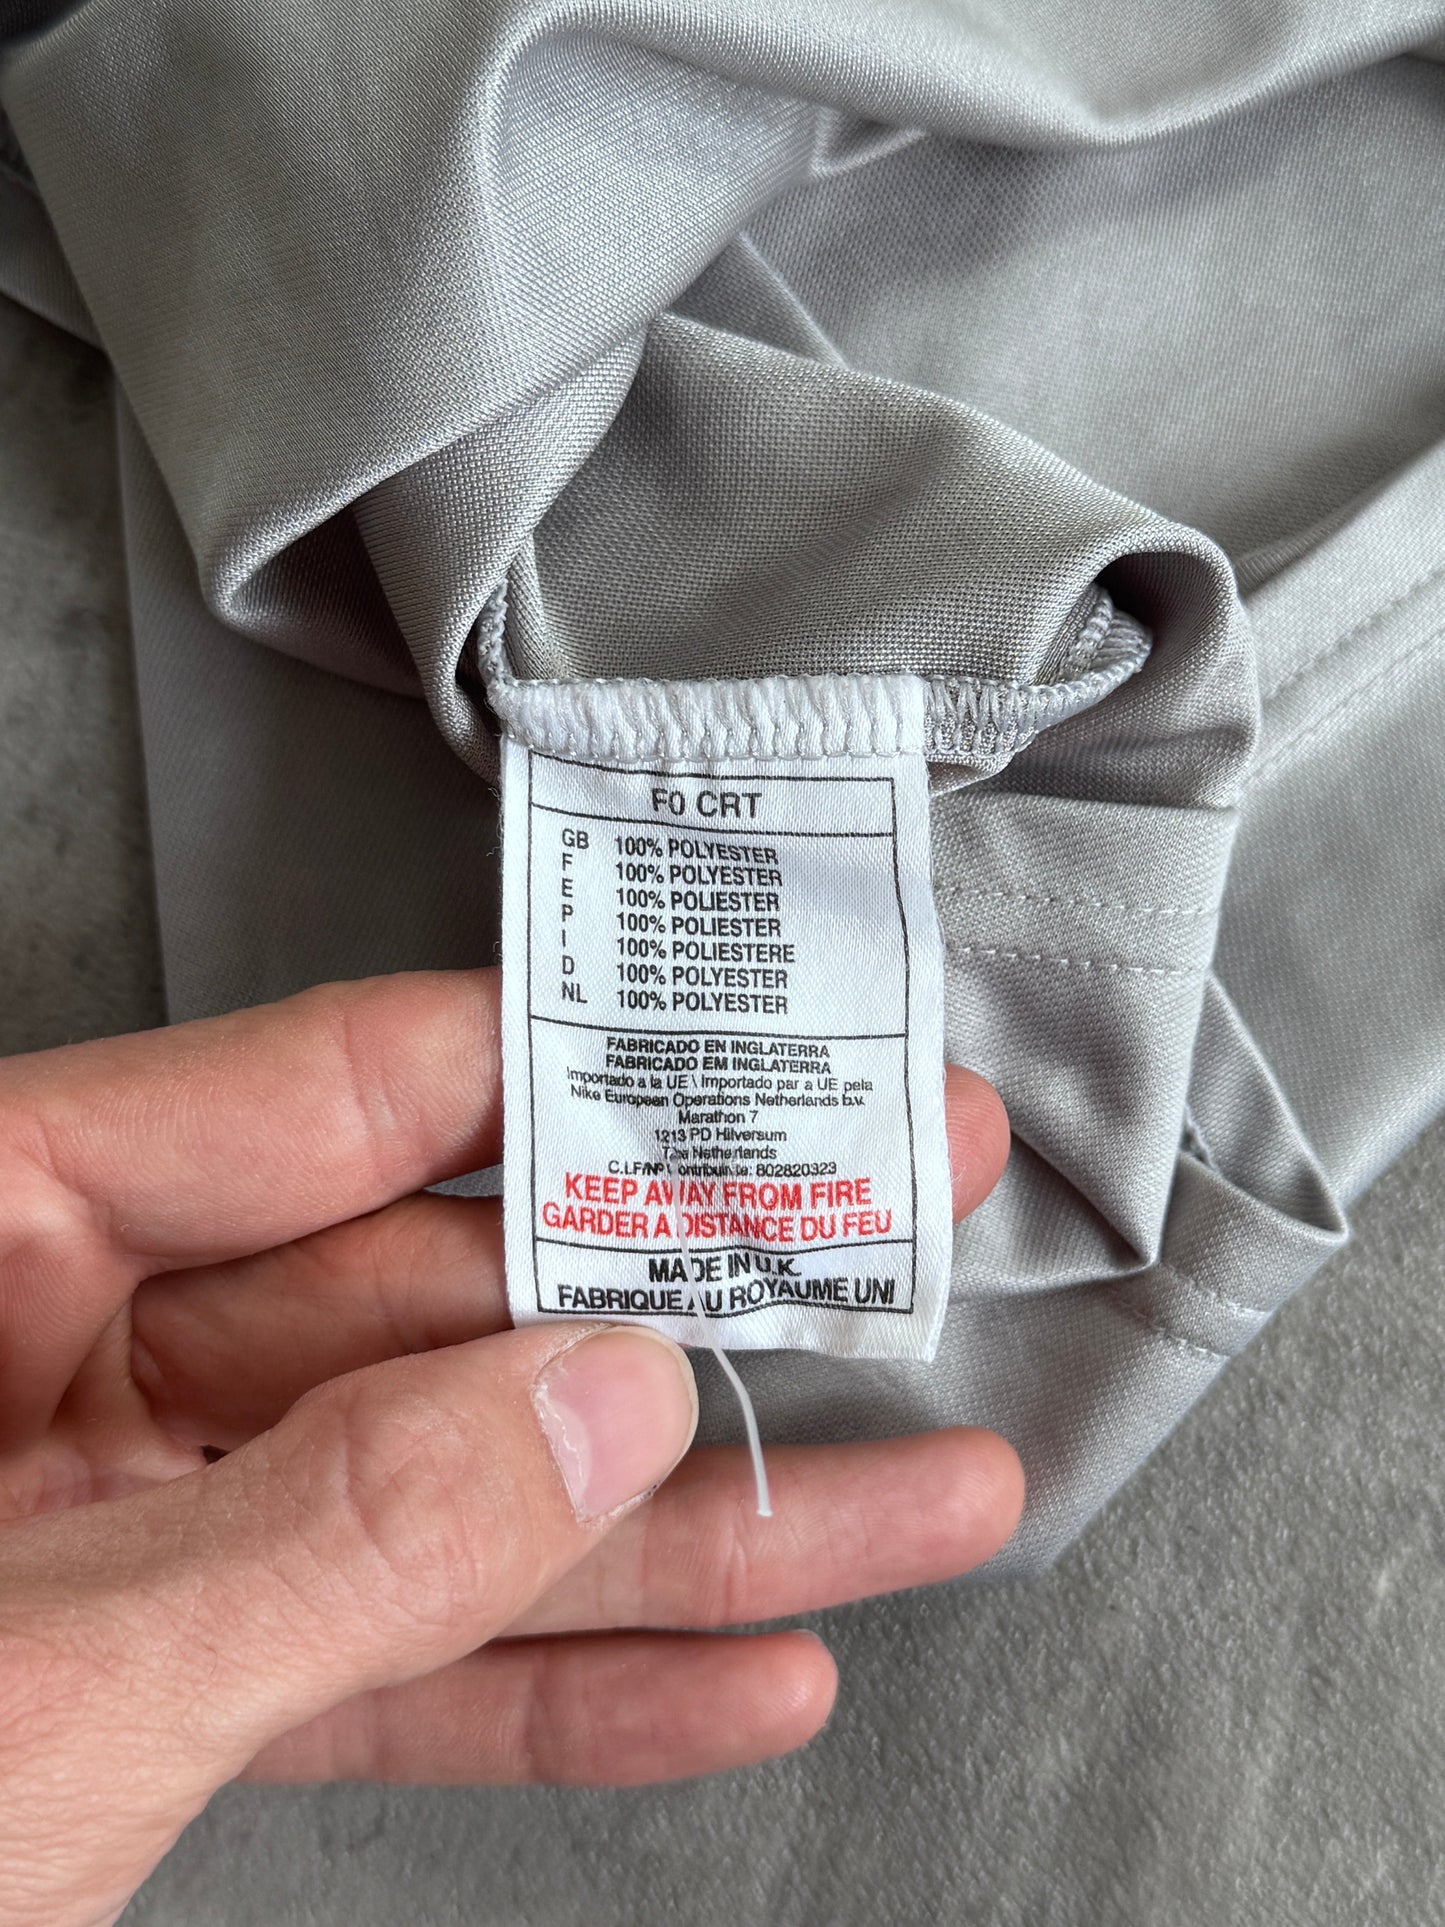 F0 CRT
GB 100% POLYESTER
F 100% POLYESTER
E 100% POLIESTER
P 100% POLIESTER
I 100% POLIESTERE
D 100% POLYESTER
NL 100% POLYESTER
FABRICADO EN INGLATERRA
FABRICADO EM INGLATERRA
Importado a la UE \ Importado par a UE pela
Nike European Operations Netherlands b.v.
Marathon 7
1213 PD Hilversum
The Netherlands
C.I.F/Nº Contribuinte: 802820323
KEEP AWAY FROM FIRE
GARDER A DISTANCE DU FEU
MADE IN U.K.
FABRIQUE AU ROYAUME UNI